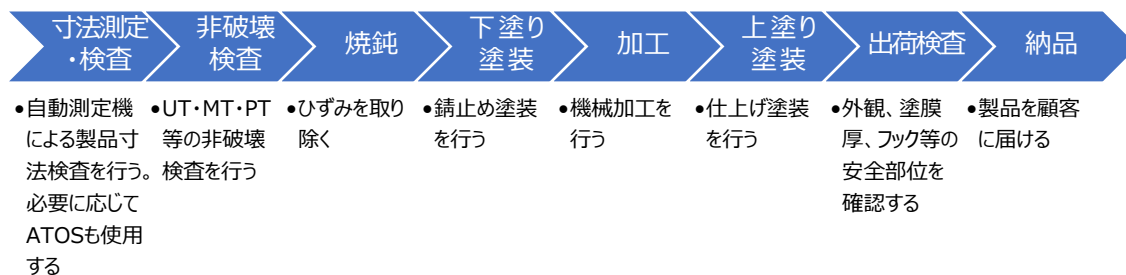 寸法測定
・検査
非破壊
検査
焼鈍
下塗り
塗装
加工
上塗り
塗装
出荷検査
納品
•自動測定機
による製品寸
法検査を行う。
必要に応じて
ATOSも使用
する
•UT・MT・PT
等の非破壊
検査を行う
•ひずみを取り
除く
•錆止め塗装
を行う
•機械加工を
行う
•仕上げ塗装
を行う
•外観、塗膜
厚、フック等の
安全部位を
確認する
•製品を顧客
に届ける